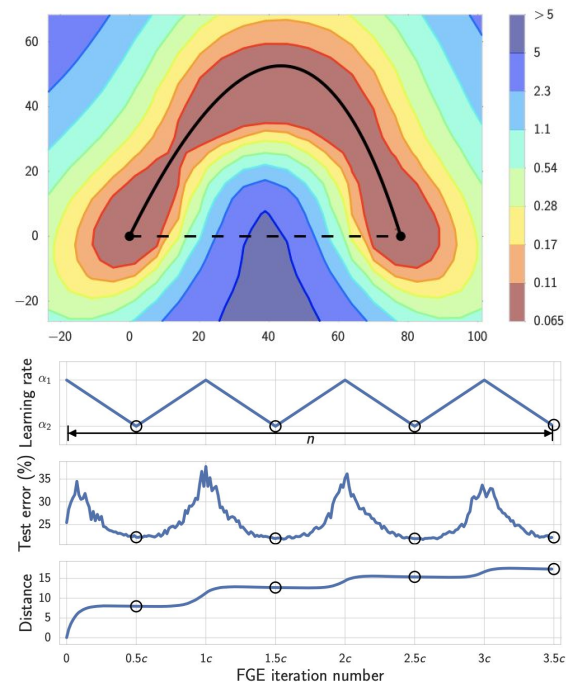 > 5
60
5
40
2.3
1.1
20
0.54
0.28
0
0.17
0.11
−20
0.065
−20 0 20 40 60 80 100
Learning rate
α₁
α₂
n
Test error (%)
35
30
25
Distance
15
10
5
0
0 0.5c 1c 1.5c 2c 2.5c 3c 3.5c
FGE iteration number